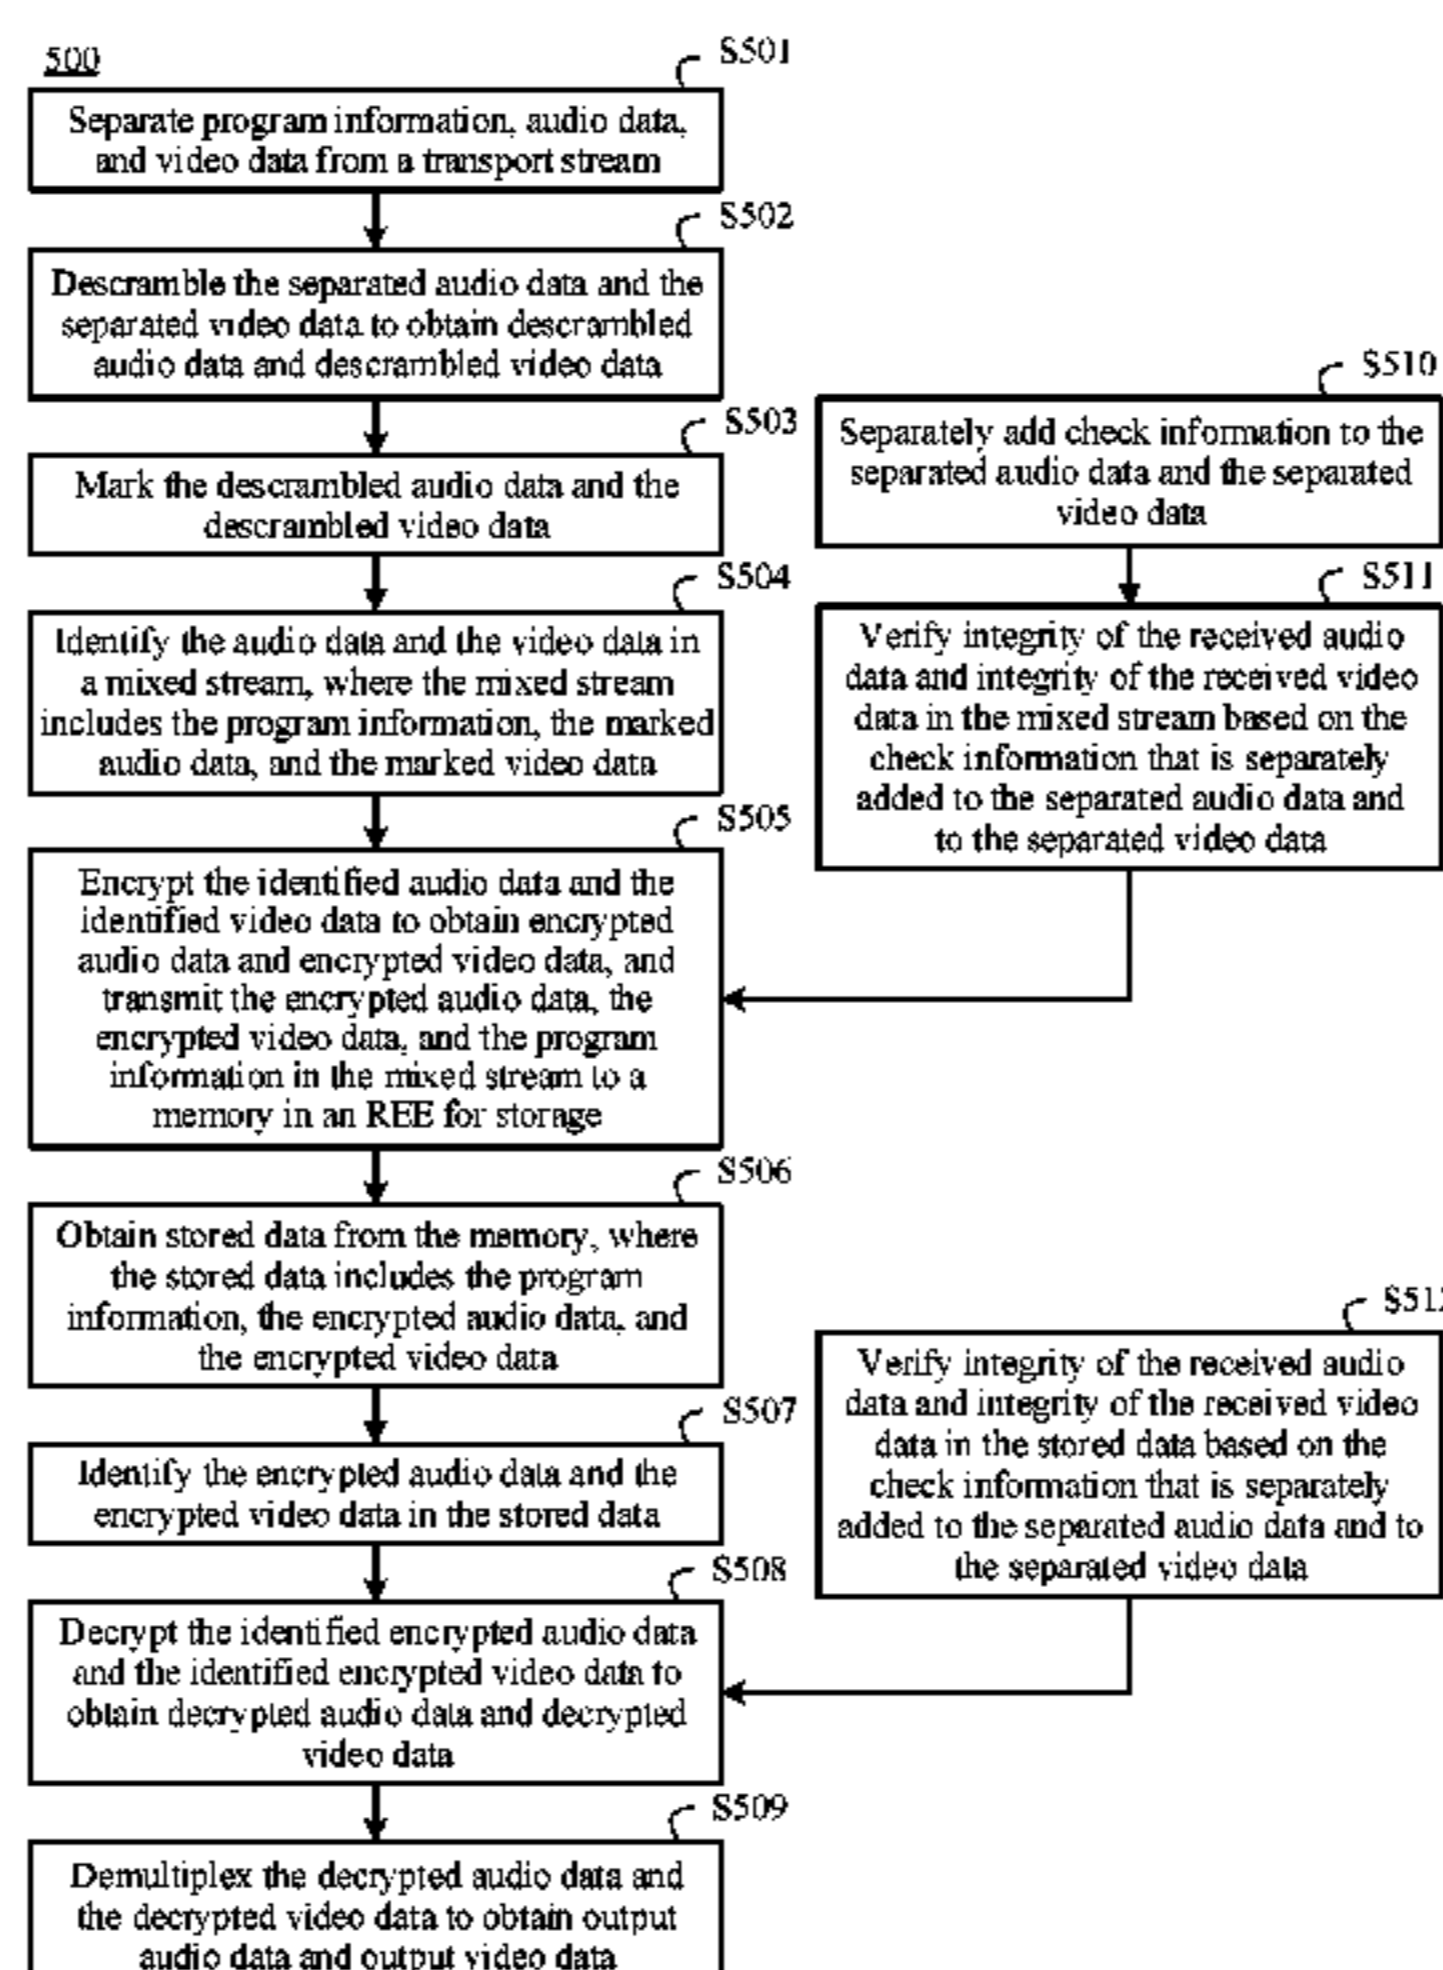 500
S501
Separate program information, audio data,
and video data from a transport stream
S502
Descramble the separated audio data and the
separated video data to obtain descrambled
audio data and descrambled video data
S503
Mark the descrambled audio data and the
descrambled video data
S504
Identify the audio data and the video data in
a mixed stream, where the mixed stream
includes the program information, the marked
audio data, and the marked video data
S505
Encrypt the identified audio data and the
identified video data to obtain encrypted
audio data and encrypted video data, and
transmit the encrypted audio data, the
encrypted video data, and the program
information in the mixed stream to a
memory in an REE for storage
S506
Obtain stored data from the memory, where
the stored data includes the program
information, the encrypted audio data, and
the encrypted video data
S507
Identify the encrypted audio data and the
encrypted video data in the stored data
S508
Decrypt the identified encrypted audio data
and the identified encrypted video data to
obtain decrypted audio data and decrypted
video data
S509
Demultiplex the decrypted audio data and
the decrypted video data to obtain output
audio data and output video data
S510
Separately add check information to the
separated audio data and the separated
video data
S511
Verify integrity of the received audio
data and integrity of the received video
data in the mixed stream based on the
check information that is separately
added to the separated audio data and
to the separated video data
S512
Verify integrity of the received audio
data and integrity of the received video
data in the stored data based on the
check information that is separately
added to the separated audio data and to
the separated video data